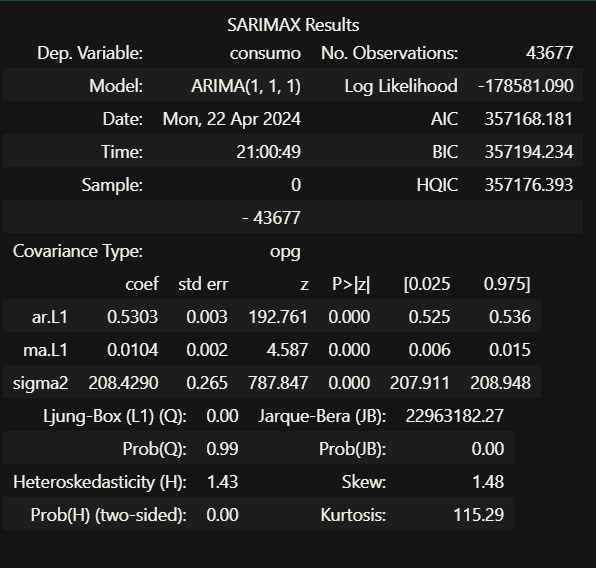 SARIMAX Results
Dep. Variable: consumo No. Observations: 43677
Model: ARIMA(1, 1, 1) Log Likelihood -178581.090
Date: Mon, 22 Apr 2024 AIC 357168.181
Time: 21:00:49 BIC 357194.234
Sample: 0 HQIC 357176.393
- 43677
Covariance Type: opg
coef std err z P>|z| [0.025 0.975]
ar.L1 0.5303 0.003 192.761 0.000 0.525 0.536
ma.L1 0.0104 0.002 4.587 0.000 0.006 0.015
sigma2 208.4290 0.265 787.847 0.000 207.911 208.948
Ljung-Box (L1) (Q): 0.00 Jarque-Bera (JB): 22963182.27
Prob(Q): 0.99 Prob(JB): 0.00
Heteroskedasticity (H): 1.43 Skew: 1.48
Prob(H) (two-sided): 0.00 Kurtosis: 115.29